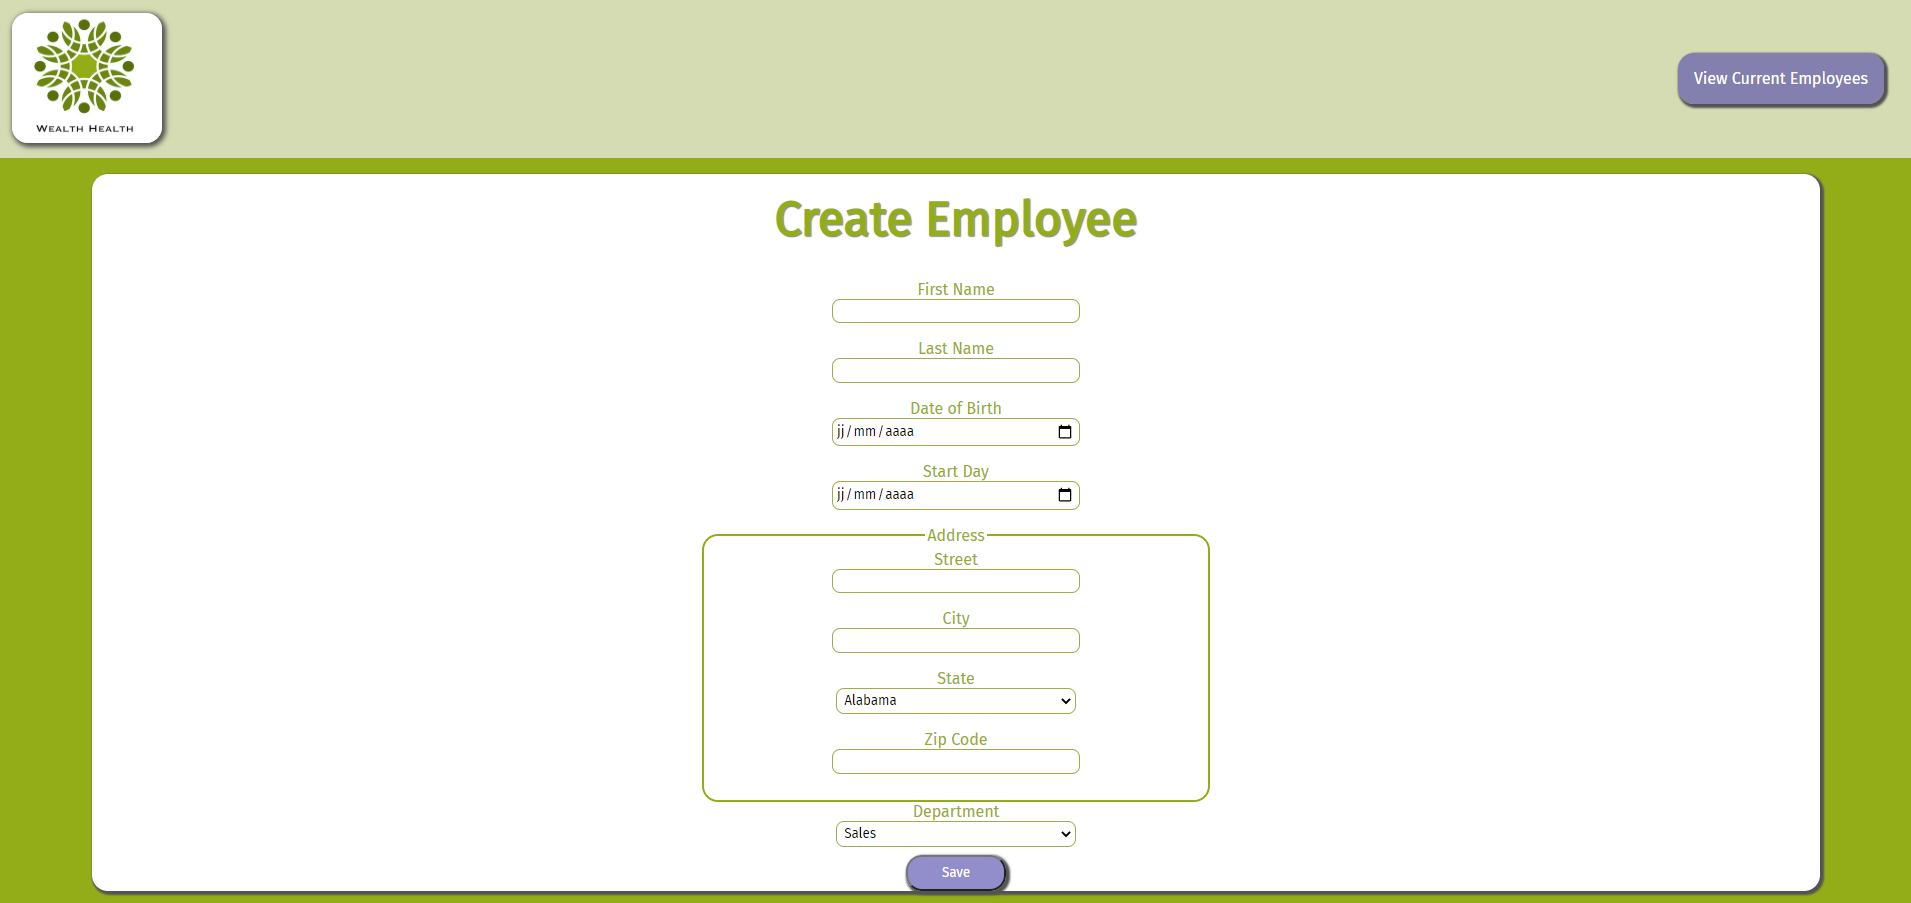 Wealth Health
View Current Employees
Create Employee
First Name
Last Name
Date of Birth
jj/mm/aaaa
Start Day
jj/mm/aaaa
Address
Street
City
State
Alabama
Zip Code
Department
Sales
Save